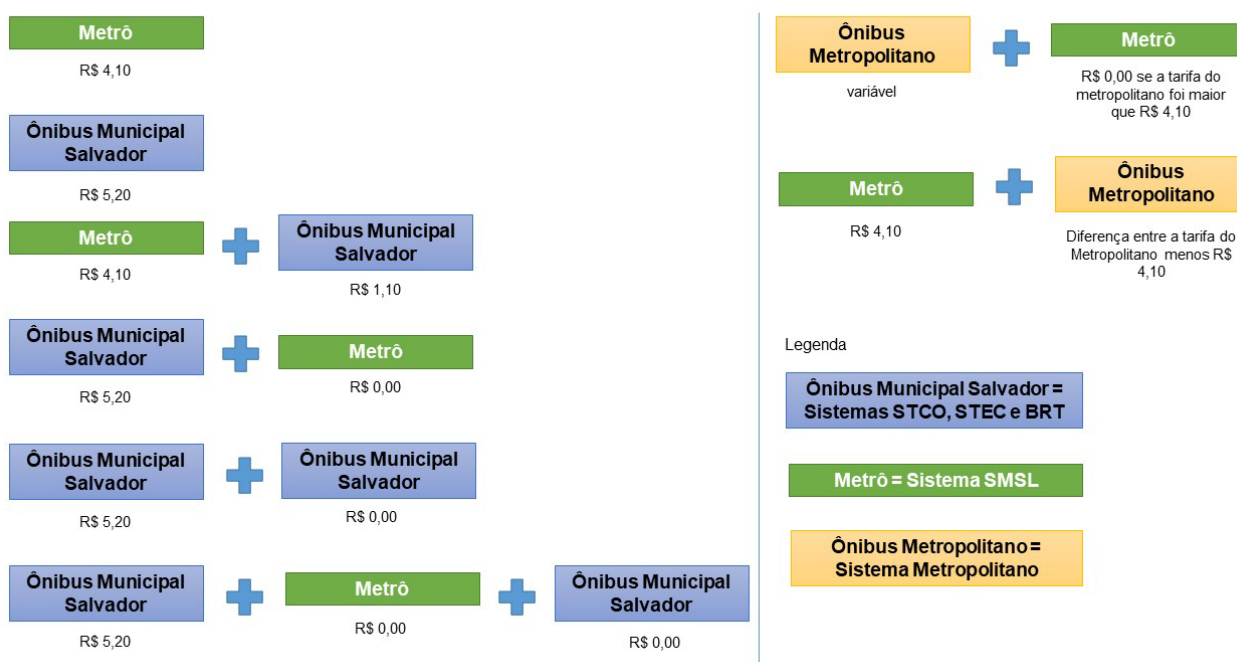 Metrô
R$ 4,10
Ônibus Municipal
Salvador
R$ 5,20
Metrô
R$ 4,10
Ônibus Municipal
Salvador
R$ 1,10
Ônibus Municipal
Salvador
R$ 5,20
Metrô
R$ 0,00
Ônibus Municipal
Salvador
R$ 5,20
Ônibus Municipal
Salvador
R$ 0,00
Ônibus Municipal
Salvador
R$ 5,20
Metrô
R$ 0,00
Ônibus Municipal
Salvador
R$ 0,00
Ônibus
Metropolitano
variável
Metrô
R$ 0,00 se a tarifa do
metropolitano foi maior
que R$ 4,10
Metrô
R$ 4,10
Ônibus
Metropolitano
Diferença entre a tarifa do
Metropolitano menos R$
4,10
Legenda
Ônibus Municipal Salvador =
Sistemas STCO, STEC e BRT
Metrô = Sistema SMSL
Ônibus Metropolitano =
Sistema Metropolitano